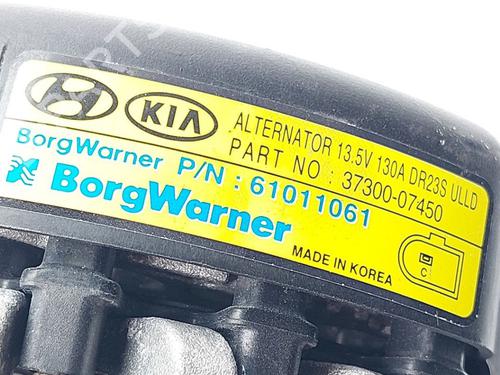 KIA ALTERNATOR 13.5V 130A DR23S ULLD
PART NO : 37300-07450
BorgWarner P/N : 61011061
BorgWarner
MADE IN KOREA
C